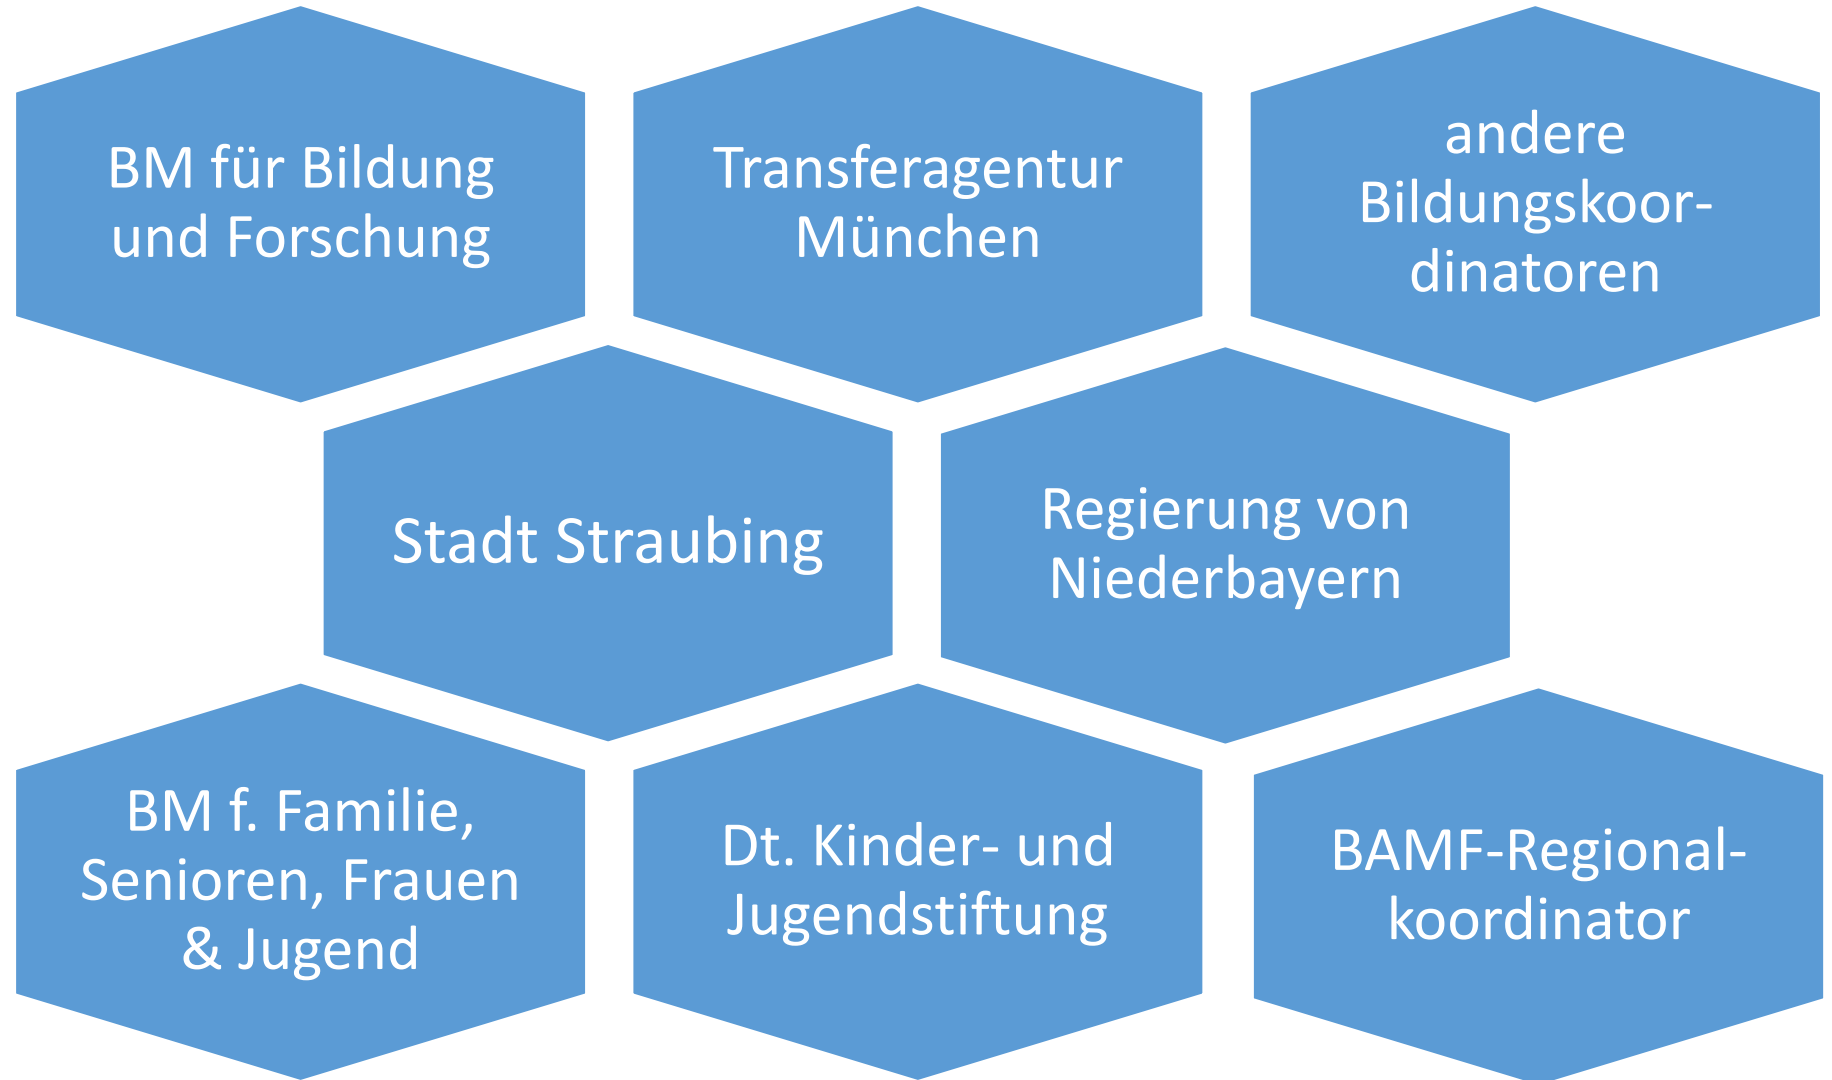 BM für Bildung
und Forschung
Transferagentur
München
andere
Bildungskoor-
dinatoren
Stadt Straubing
Regierung von
Niederbayern
BM f. Familie,
Senioren, Frauen
& Jugend
Dt. Kinder- und
Jugendstiftung
BAMF-Regional-
koordinator